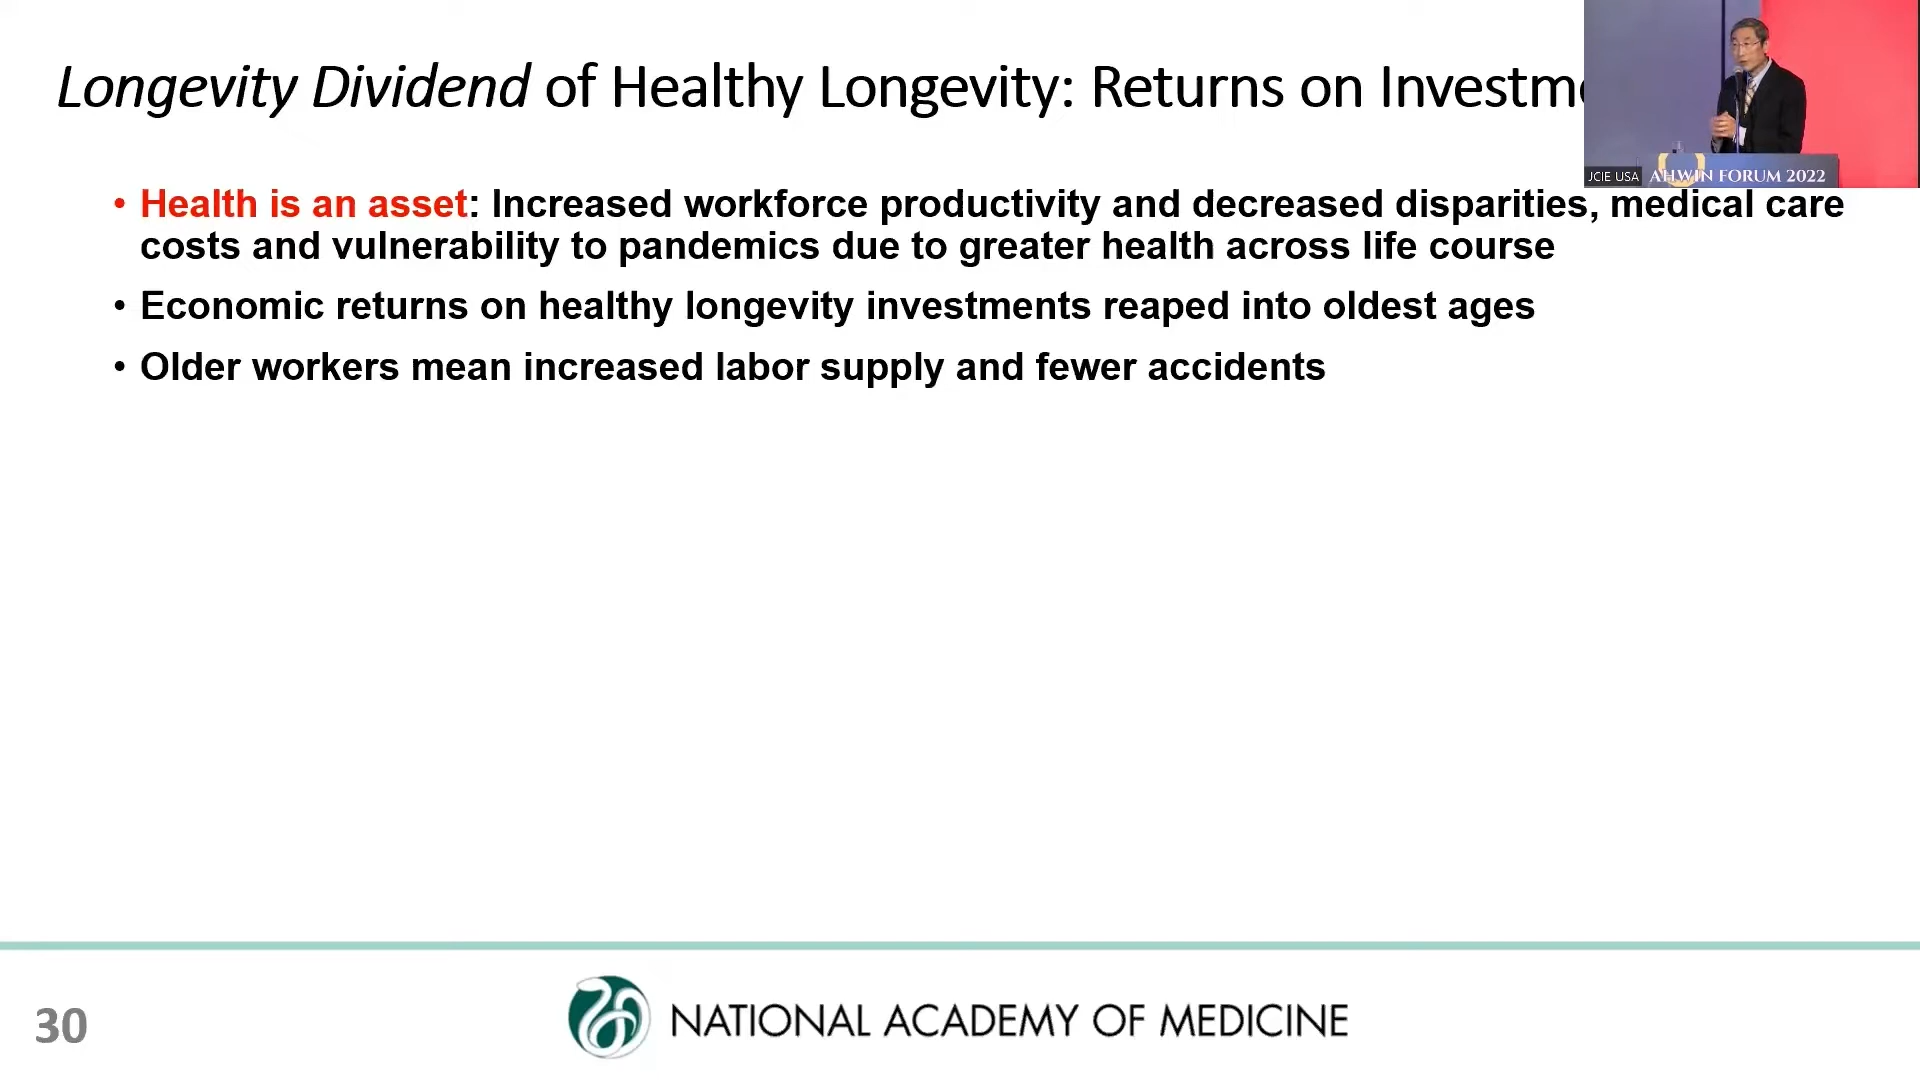 Longevity Dividend of Healthy Longevity: Returns on Investme
JCIE USA
AHWIN FORUM 2022
• Health is an asset: Increased workforce productivity and decreased disparities, medical care
costs and vulnerability to pandemics due to greater health across life course
• Economic returns on healthy longevity investments reaped into oldest ages
• Older workers mean increased labor supply and fewer accidents
30
NATIONAL ACADEMY OF MEDICINE